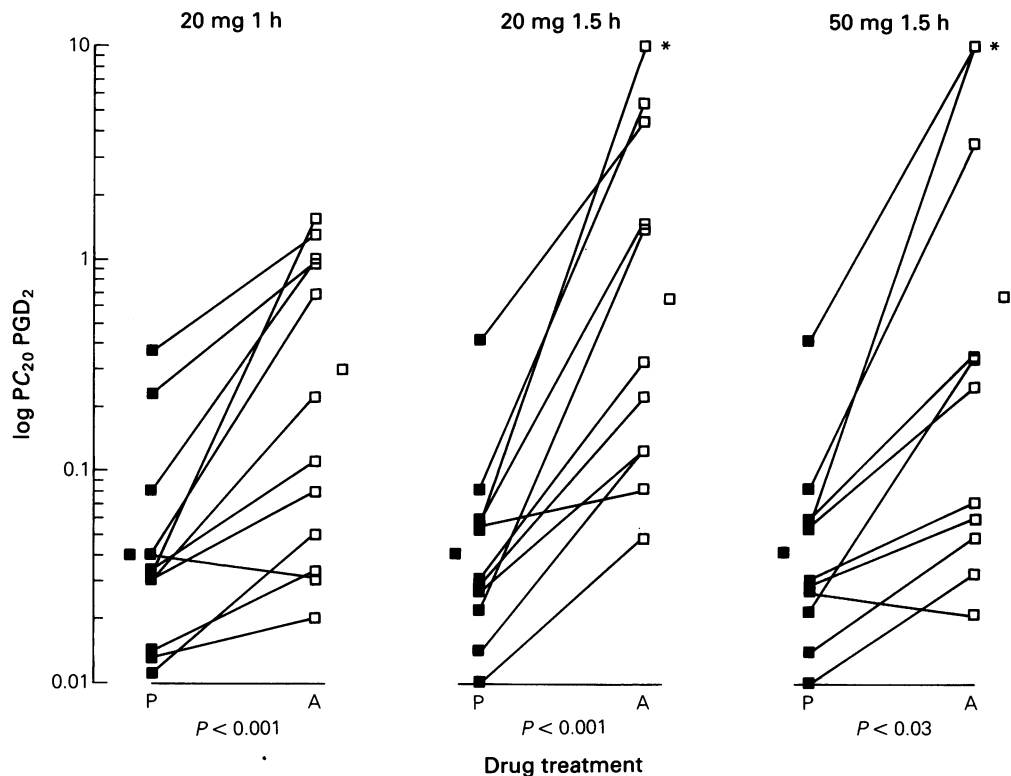 20 mg 1 h
20 mg 1.5 h
50 mg 1.5 h
10
1
0.1
0.01
log PC20 PGD2
*
*
P
A
P
A
P
A
P < 0.001
P < 0.001
P < 0.03
Drug treatment